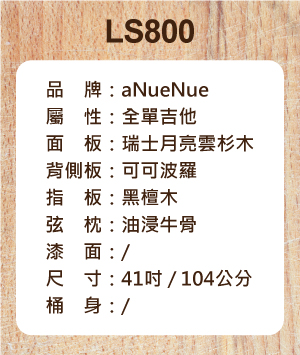 LS800
品　牌：aNueNue
屬　性：全單吉他
面　板：瑞士月亮雲杉木
背側板：可可波羅
指　板：黑檀木
弦　枕：油浸牛骨
漆　面：/
尺　寸：41吋 / 104公分
桶　身：/